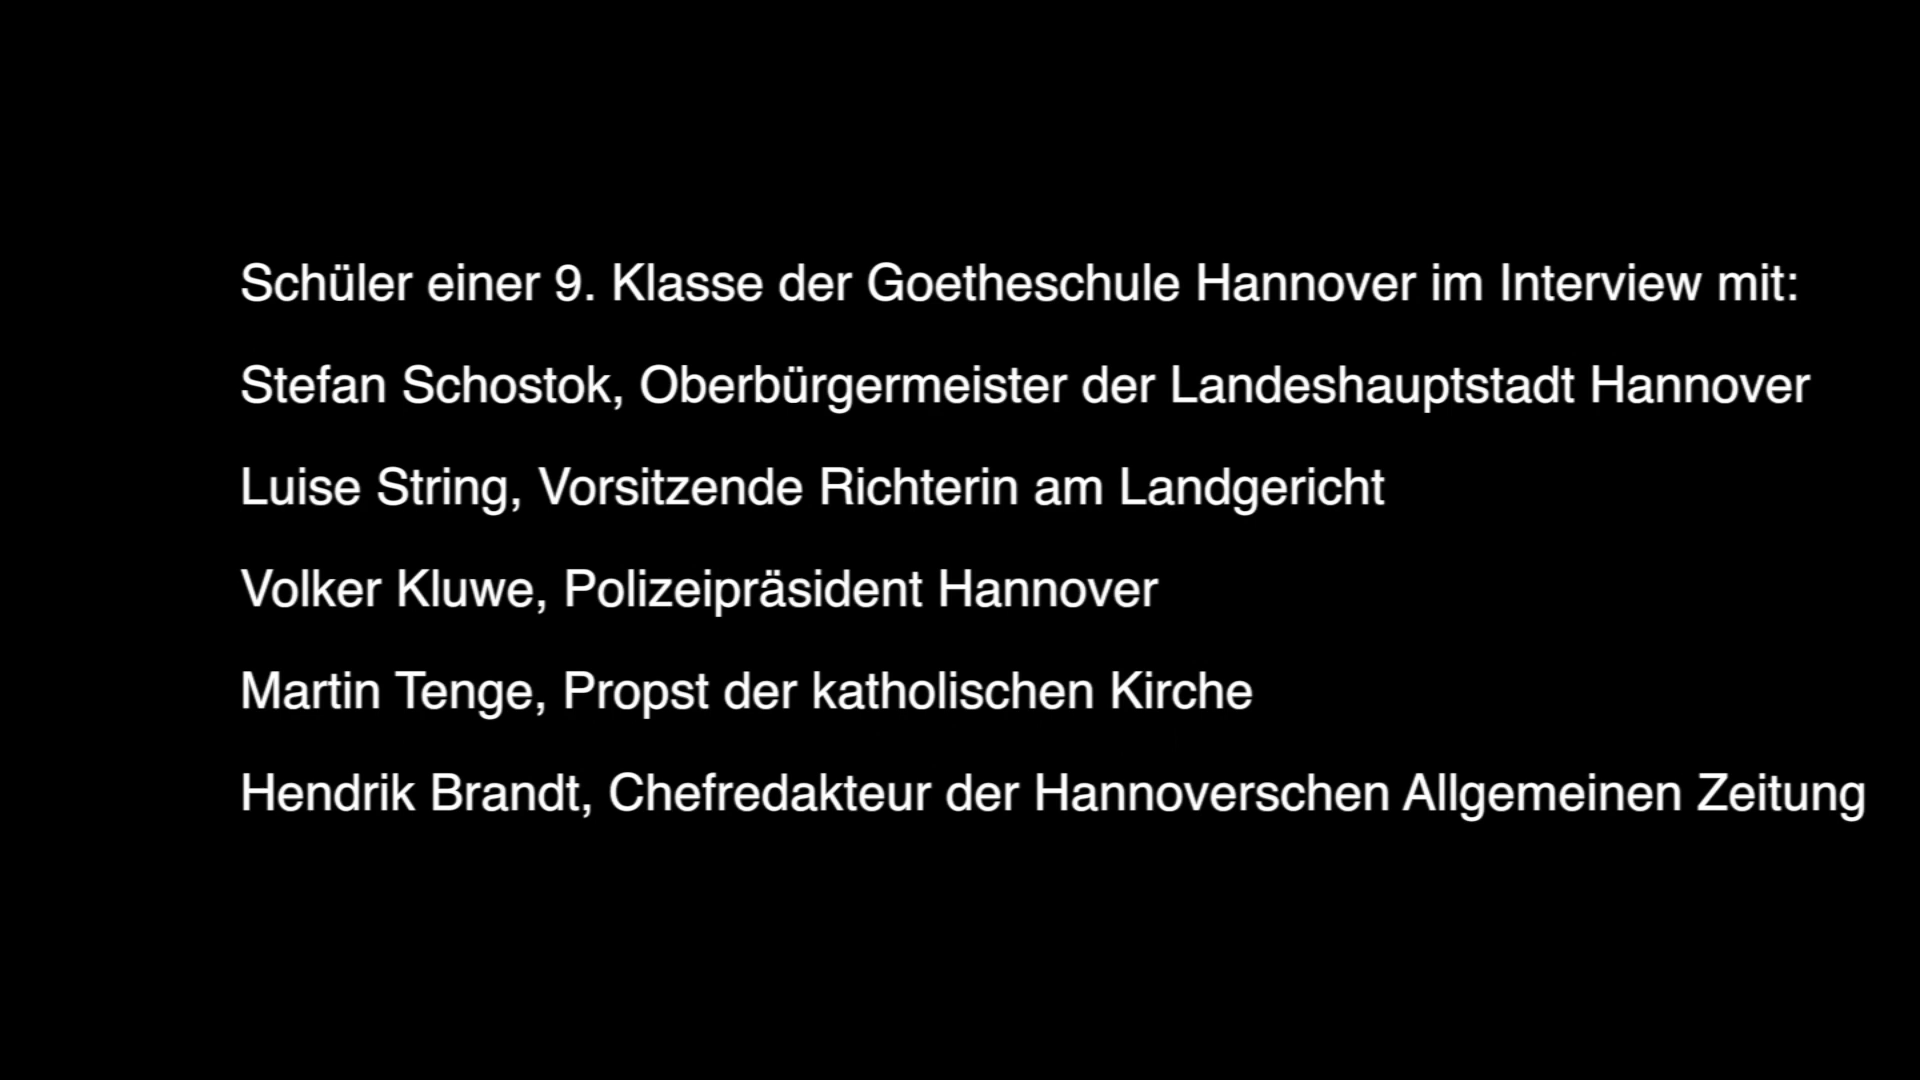 Schüler einer 9. Klasse der Goetheschule Hannover im Interview mit:
Stefan Schostok, Oberbürgermeister der Landeshauptstadt Hannover
Luise String, Vorsitzende Richterin am Landgericht
Volker Kluwe, Polizeipräsident Hannover
Martin Tenge, Propst der katholischen Kirche
Hendrik Brandt, Chefredakteur der Hannoverschen Allgemeinen Zeitung